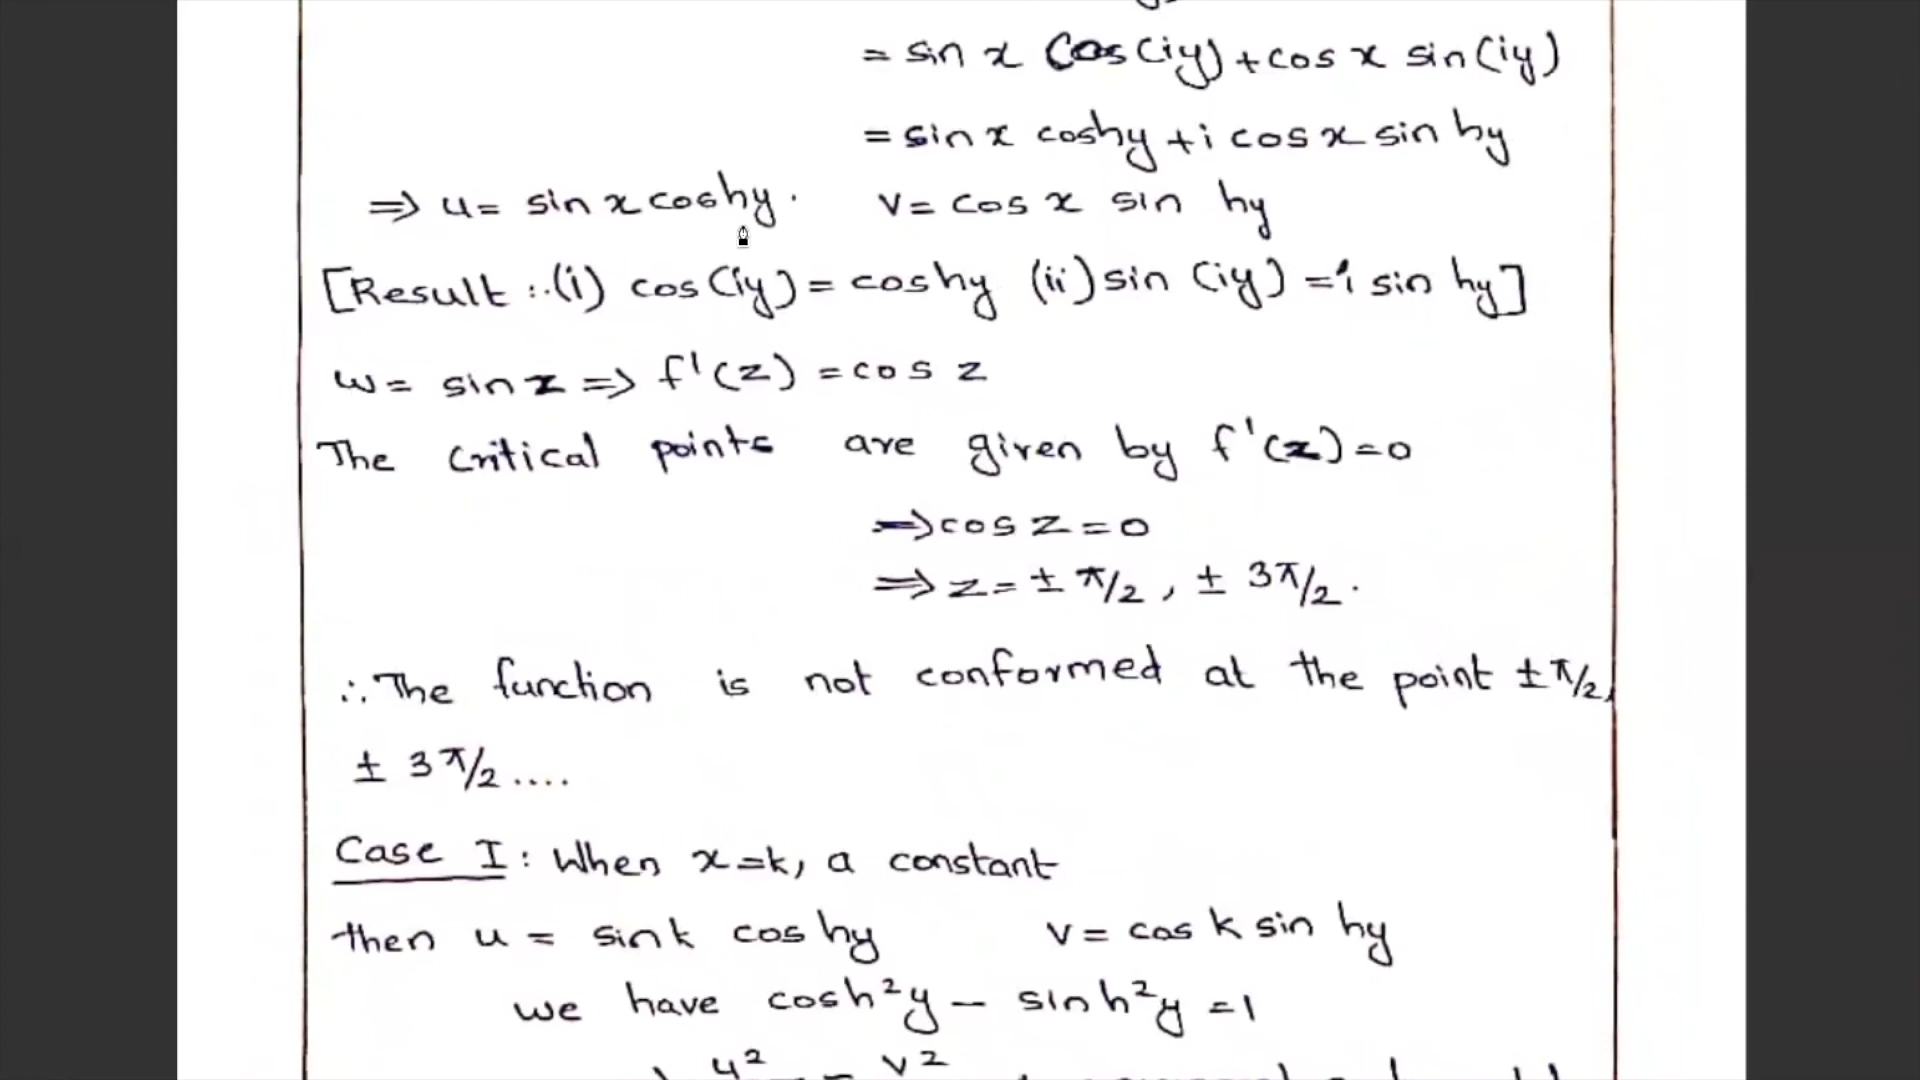 = sin x cos(iy) + cos x sin(iy)
= sin x coshy + i cos x sin hy
⇒ u = sin x coshy. v = cos x sin hy
[Result :. (i) cos(iy) = coshy (ii) sin (iy) = i sin hy]
w = sin z ⇒ f'(z) = cos z
The critical points are given by f'(z) = 0
⇒ cos z = 0
⇒ z = ± π/2, ± 3π/2.
∴ The function is not conformed at the point ± π/2,
± 3π/2 ....
Case I : When x = k, a constant
then u = sin k cos hy v = cos k sin hy
we have cosh²y – sinh²y = 1
u² – v²